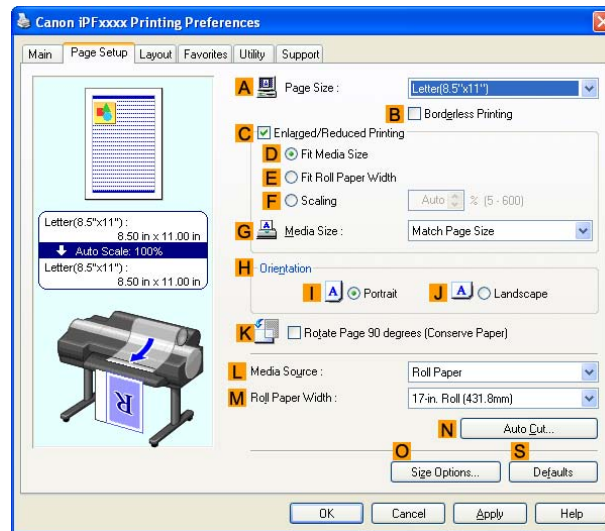 Canon iPFxxxx Printing Preferences
Main Page Setup Layout Favorites Utility Support
A Page Size : Letter(8.5"x11")
B Borderless Printing
C Enlarged/Reduced Printing
D Fit Media Size
E Fit Roll Paper Width
F Scaling Auto % (5 - 600)
Letter(8.5"x11") :
8.50 in x 11.00 in
Auto Scale: 100%
Letter(8.5"x11") :
8.50 in x 11.00 in
G Media Size : Match Page Size
H Orientation
I A Portrait J A Landscape
K Rotate Page 90 degrees (Conserve Paper)
R
L Media Source : Roll Paper
M Roll Paper Width : 17-in. Roll (431.8mm)
N Auto Cut...
O S
Size Options... Defaults
OK Cancel Apply Help